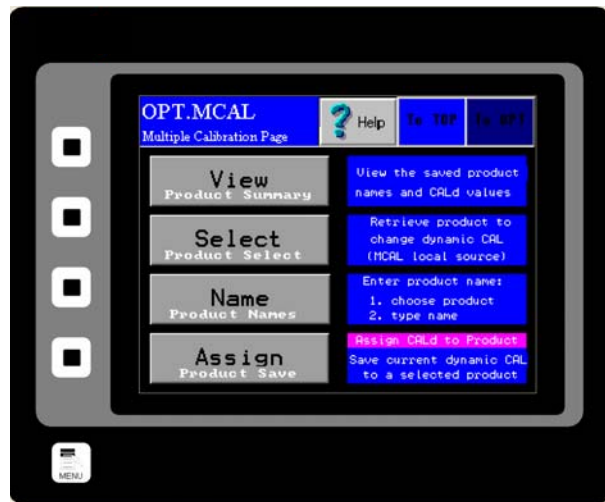 OPT.MCAL
Multiple Calibration Page
Help
To TOP
To OPT
View
Product Summary
View the saved product
names and CALd values
Select
Product Select
Retrieve product to
change dynamic CAL
(MCAL local source)
Name
Product Names
Enter product name:
1. choose product
2. type name
Assign
Product Save
Assign CALd to Product
Save current dynamic CAL
to a selected product
MENU